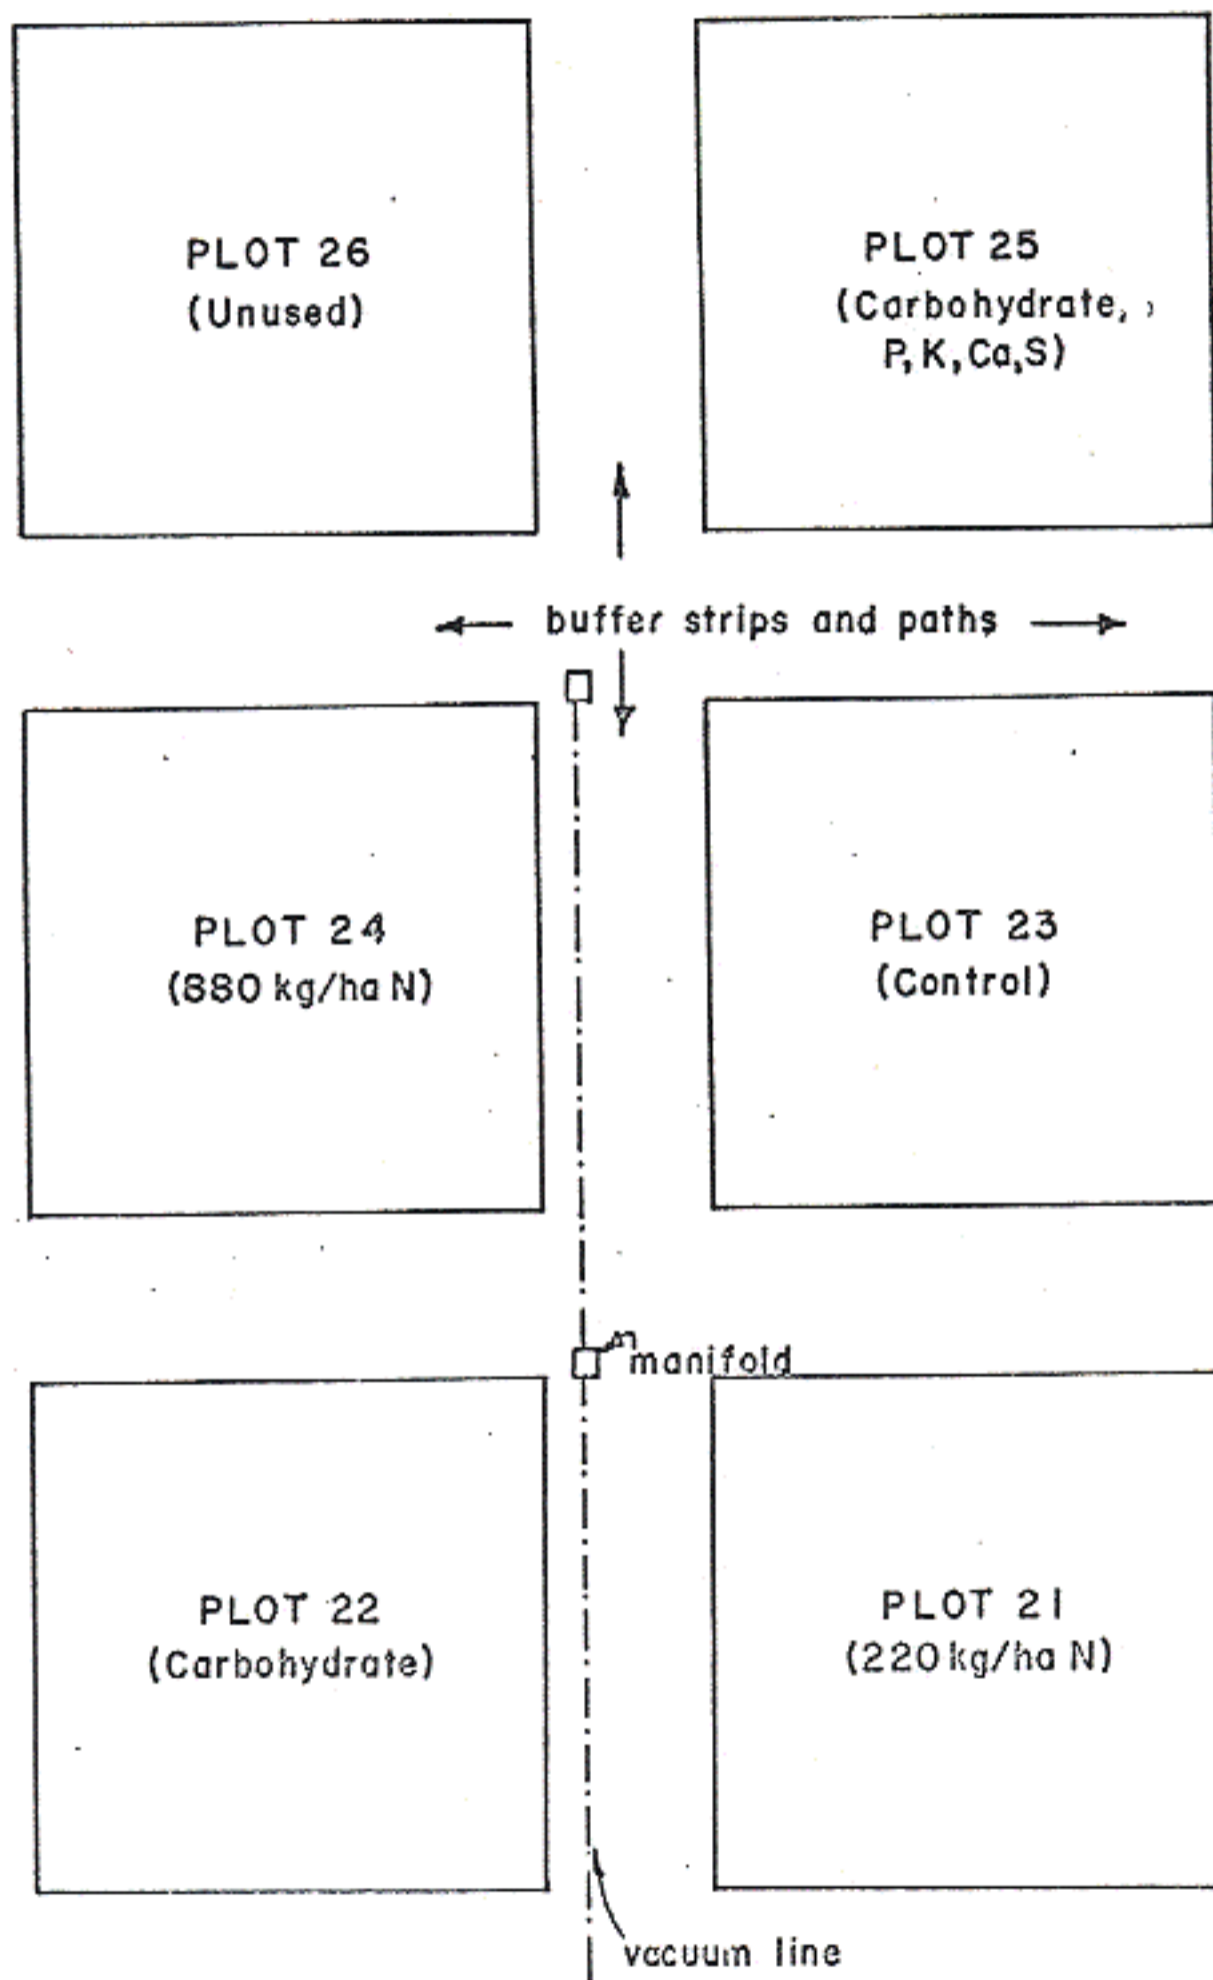 PLOT 26
(Unused)
PLOT 25
(Carbohydrate,
P, K, Ca, S)
buffer strips and paths
PLOT 24
(880 kg/ha N)
PLOT 23
(Control)
manifold
PLOT 22
(Carbohydrate)
PLOT 21
(220 kg/ha N)
vacuum line